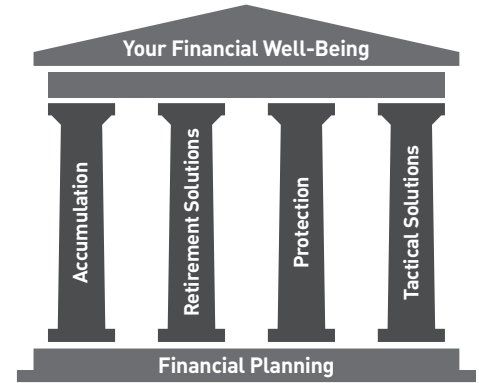 Your Financial Well-Being
Accumulation
Retirement Solutions
Protection
Tactical Solutions
Financial Planning